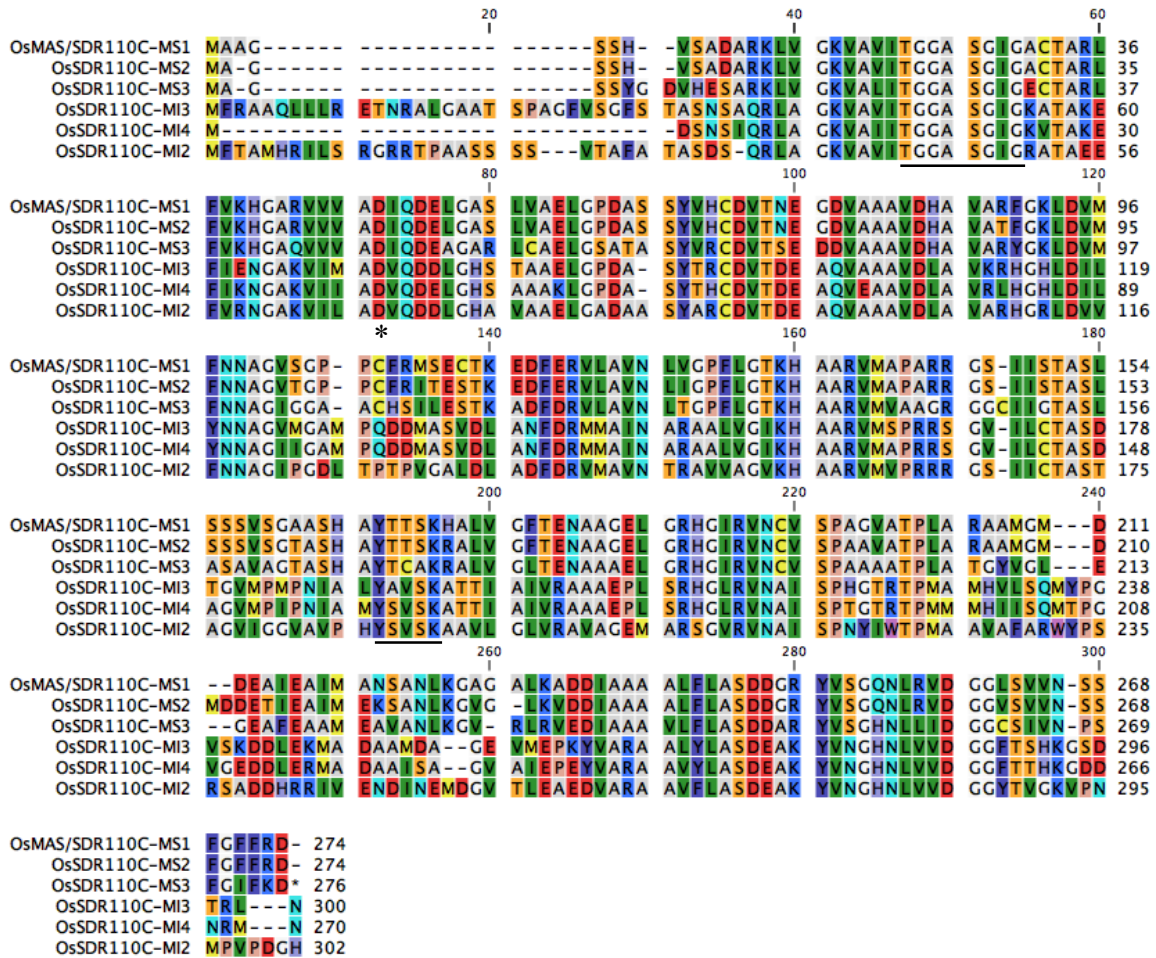 20 40 60
OsMAS/SDR110C-MS1 MAAG------ ---------- ------SSH- -VSADARKLV GKVAVITGGA SGIGACTARL 36
OsSDR110C-MS2 MA-G------ ---------- ------SSH- -VSADARKLV GKVAVITGGA SGIGACTARL 35
OsSDR110C-MS3 MA-G------ ---------- ------SSYG DVHESARKLV GKVALITGGA SGIGECTARL 37
OsSDR110C-MI3 MFRAAQLLLR ETNRALGAAT SPAGFVSGFS TASNSAQRLA GKVAVITGGA SGIGKATAKE 60
OsSDR110C-MI4 M--------- ---------- ---------- -DSNSIQRLA GKVAIITGGA SGIGKVTAKE 30
OsSDR110C-MI2 MFTAMHRILS RGRRTPAASS SS---VTAFA TASDS-QRLA GKVAVITGGA SGIGRATAEE 56
80 100 120
OsMAS/SDR110C-MS1 FVKHGARVVV ADIQDELGAS LVAELGPDAS SYVHCDVTNE GDVAAAVDHA VARFGKLDVM 96
OsSDR110C-MS2 FVKHGARVVV ADIQDELGAS LVAELGPDAS SYVHCDVTNE GDVAAAVDHA VATFGKLDVM 95
OsSDR110C-MS3 FVKHGAQVVV ADIQDEAGAR LCAELGSATA SYVRCDVTSE DDVAAAVDHA VARYGKLDVM 97
OsSDR110C-MI3 FIENGAKVIM ADVQDDLGHS TAAELGPDA- SYTRCDVTDE AQVAAAVDLA VKRHGHLDIL 119
OsSDR110C-MI4 FIKNGAKVII ADVQDELGHS AAAKLGPDA- SYTHCDVTDE AQVEAAVDLA VRLHGHLDIL 89
OsSDR110C-MI2 FVRNGAKVIL ADVQDDLGHA VAAELGADAA SYARCDVTDE AQVAAAVDLA VARHGRLDVV 116
* 140 160 180
OsMAS/SDR110C-MS1 FNNAGVSGP- PCFRMSECTK EDFERVLAVN LVGPFLGTKH AARVMAPARR GS-IISTASL 154
OsSDR110C-MS2 FNNAGVTGP- PCFRITESTK EDFERVLAVN LIGPFLGTKH AARVMAPARR GS-IISTASL 153
OsSDR110C-MS3 FNNAGIGGA- ACHSILESTK ADFDRVLAVN LTGPFLGTKH AARVMVAAGR GGCIIGTASL 156
OsSDR110C-MI3 YNNAGVMGAM PQDDMASVDL ANFDRMMAIN ARAALVGIKH AARVMSPRRS GV-ILCTASD 178
OsSDR110C-MI4 YNNAGIIGAM PQDDMASVDL ANFDRMMAIN ARAALVGIKH AARVMAPRRS GV-ILCTASD 148
OsSDR110C-MI2 FNNAGIPGDL TPTPVGALDL ADFDRVMAVN TRAVVAGVKH AARVMVPRRR GS-IICTAST 175
200 220 240
OsMAS/SDR110C-MS1 SSSVSGAASH AYTTSKHALV GFTENAAGEL GRHGIRVNCV SPAGVATPLA RAAMGM---D 211
OsSDR110C-MS2 SSSVSGTASH AYTTSKRALV GFTENAAGEL GRHGIRVNCV SPAAVATPLA RAAMGM---D 210
OsSDR110C-MS3 ASAVAGTASH AYTCAKRALV GLTENAAAEL GRHGIRVNCV SPAAAATPLA TGYVGL---E 213
OsSDR110C-MI3 TGVMPMPNIA LYAVSKATTI AIVRAAAEPL SRHGLRVNAI SPHGTRTPMA MHVLSQMYPG 238
OsSDR110C-MI4 AGVMPIPNIA MYSVSKATTI AIVRAAAEPL SRHGLRVNAI SPTGTRTPMM MHIISQMTPG 208
OsSDR110C-MI2 AGVIGGVAVP HYSVSKAAVL GLVRAVAGEM ARSGVRVNAI SPNYIWTPMA AVAFARWYPS 235
260 280 300
OsMAS/SDR110C-MS1 --DEAIEAIM ANSANLKGAG ALKADDIAAA ALFLASDDGR YVSGQNLRVD GGLSVVN-SS 268
OsSDR110C-MS2 MDDETIEAIM EKSANLKGVG -LKVDDIAAA ALFLASDDGR YVSGQNLRVD GGLSVVN-SS 268
OsSDR110C-MS3 --GEAFEAAM EAVANLKGV- RLRVEDIAAA VLFLASDDAR YVSGHNLLID GGCSIVN-PS 269
OsSDR110C-MI3 VSKDDLEKMA DAAMDA--GE VMEPKYVARA ALYLASDEAK YVNGHNLVVD GGFTSHKGSD 296
OsSDR110C-MI4 VGEDDLERMA DAAISA--GV AIEPEYVARA AVYLASDEAK YVNGHNLVVD GGFTTHKGDD 266
OsSDR110C-MI2 RSADDHRRIV ENDINEMDGV TLEAEDVARA AVFLASDEAK YVNGHNLVVD GGYTVGKVPN 295
OsMAS/SDR110C-MS1 FGFFRD- 274
OsSDR110C-MS2 FGFFRD- 274
OsSDR110C-MS3 FGIFKD* 276
OsSDR110C-MI3 TRL---N 300
OsSDR110C-MI4 NRM---N 270
OsSDR110C-MI2 MPVPDGH 302